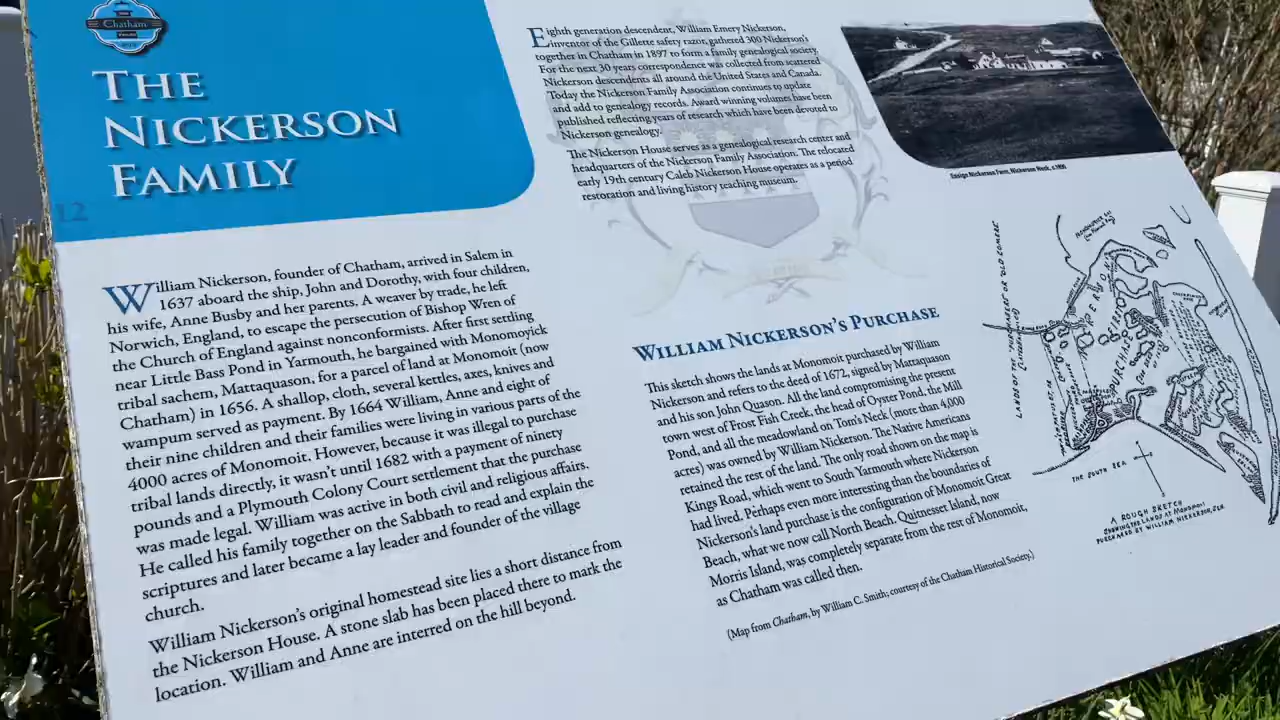 Chatham
THE
NICKERSON
FAMILY
12
William Nickerson, founder of Chatham, arrived in Salem in
1637 aboard the ship, John and Dorothy, with four children,
his wife, Anne Busby and her parents. A weaver by trade, he left
Norwich, England, to escape the persecution of Bishop Wren of
the Church of England against nonconformists. After first settling
near Little Bass Pond in Yarmouth, he bargained with Monomoyick
tribal sachem, Mattaquason, for a parcel of land at Monomoit (now
Chatham) in 1656. A shallop, cloth, several kettles, axes, knives and
wampum served as payment. By 1664 William, Anne and eight of
their nine children and their families were living in various parts of the
4000 acres of Monomoit. However, because it was illegal to purchase
tribal lands directly, it wasn't until 1682 with a payment of ninety
pounds and a Plymouth Colony Court settlement that the purchase
was made legal. William was active in both civil and religious affairs.
He called his family together on the Sabbath to read and explain the
scriptures and later became a lay leader and founder of the village
church.
William Nickerson's original homestead site lies a short distance from
the Nickerson House. A stone slab has been placed there to mark the
location. William and Anne are interred on the hill beyond.
Eighth generation descendent, William Emery Nickerson,
inventor of the Gillette safety razor, gathered 300 Nickerson's
together in Chatham in 1897 to form a family genealogical society.
For the next 30 years correspondence was collected from scattered
Nickerson descendents all around the United States and Canada.
Today the Nickerson Family Association continues to update
and add to genealogy records. Award winning volumes have been
published reflecting years of research which have been devoted to
Nickerson genealogy.
The Nickerson House serves as a genealogical research center and
headquarters of the Nickerson Family Association. The relocated
early 19th century Caleb Nickerson House operates as a period
restoration and living history teaching museum.
WILLIAM NICKERSON'S PURCHASE
This sketch shows the lands at Monomoit purchased by William
Nickerson and refers to the deed of 1672, signed by Mattaquason
and his son John Quason. All the land compromising the present
town west of Frost Fish Creek, the head of Oyster Pond, the Mill
Pond, and all the meadowland on Tom's Neck (more than 4,000
acres) was owned by William Nickerson. The Native Americans
retained the rest of the land. The only road shown on the map is
Kings Road, which went to South Yarmouth where Nickerson
had lived. Perhaps even more interesting than the boundaries of
Nickerson's land purchase is the configuration of Monomoit Great
Beach, what we now call North Beach. Quitnesset Island, now
Morris Island, was completely separate from the rest of Monomoit,
as Chatham was called then.
(Map from Chatham, by William C. Smith; courtesy of the Chatham Historical Society.)
Ensign Nickerson Farm, Nickerson Neck,
LANDS OF THE "PURCHASERS OR OLD COMERS"
THE SOUTH SEA
A ROUGH SKETCH
SHOWING THE LANDS AT MONOMOIT
PURCHASED BY WILLIAM NICKERSON, SEN.